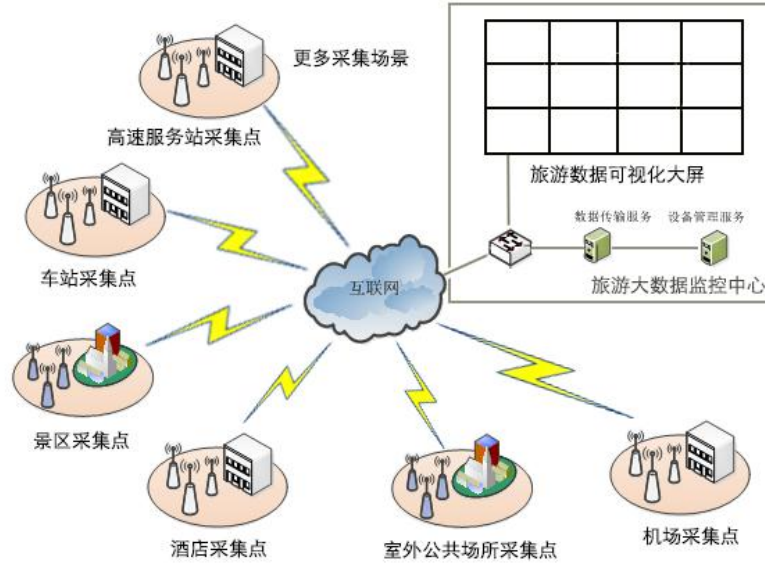 更多采集场景
高速服务站采集点
旅游数据可视化大屏
数据传输服务
设备管理服务
车站采集点
互联网
旅游大数据监控中心
景区采集点
酒店采集点
室外公共场所采集点
机场采集点